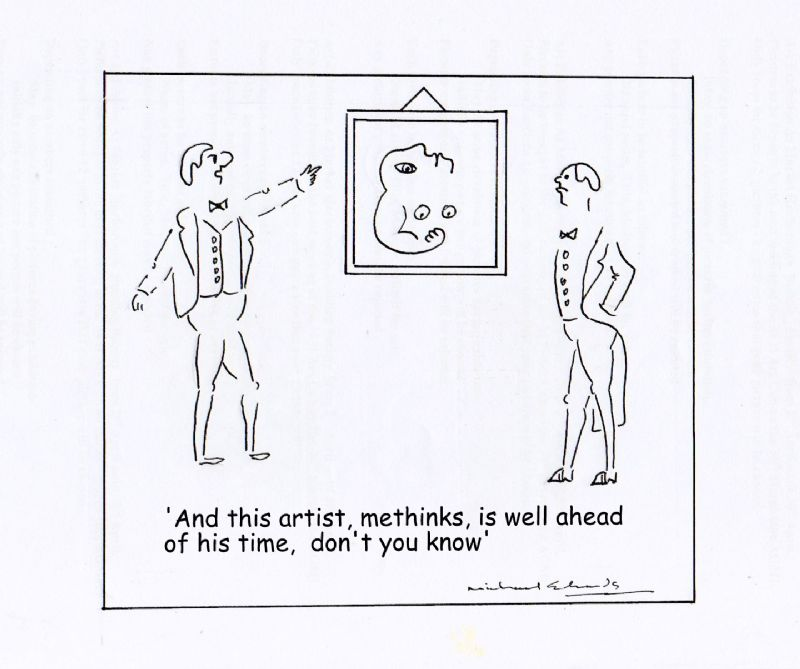 'And this artist, methinks, is well ahead
of his time, don't you know'